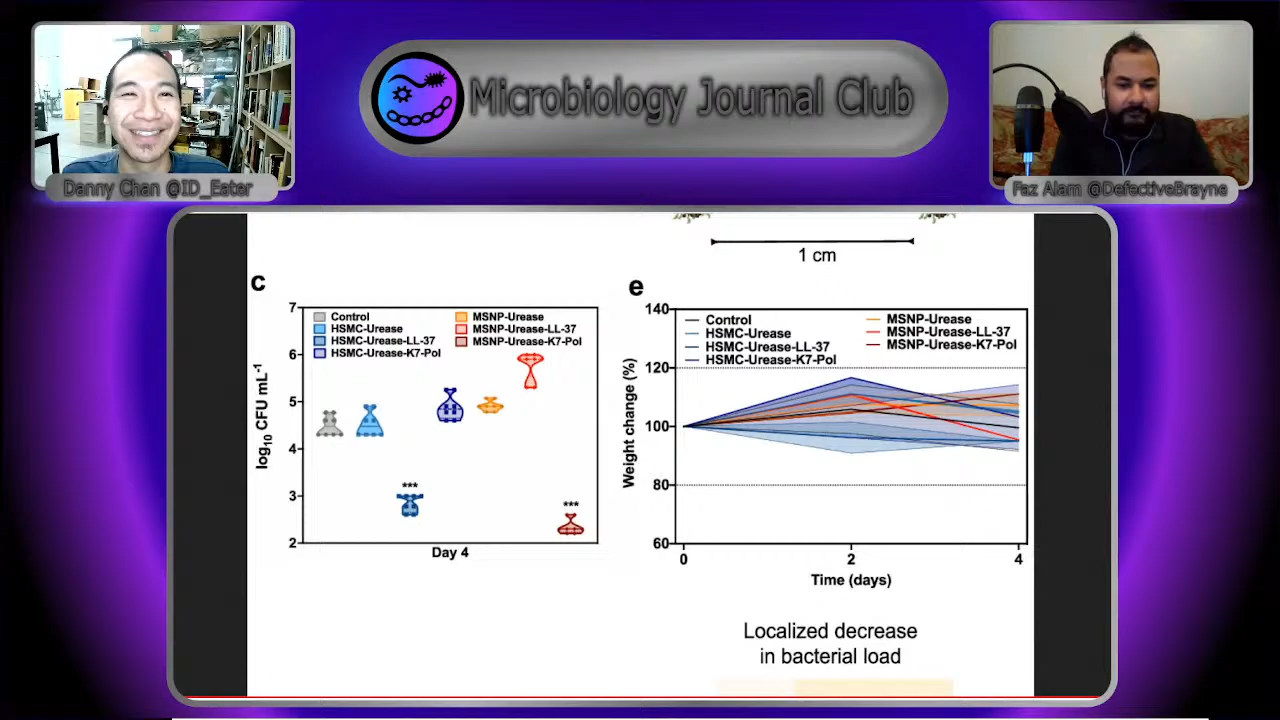 Microbiology Journal Club
Danny Chan @ID_Eater
Faz Alam @DefectiveBrayne
1 cm
c
7
6
5
4
3
2
log10 CFU mL-1
Control
HSMC-Urease
HSMC-Urease-LL-37
HSMC-Urease-K7-Pol
MSNP-Urease
MSNP-Urease-LL-37
MSNP-Urease-K7-Pol
***
***
Day 4
e
140
120
100
80
60
Weight change (%)
Control
HSMC-Urease
HSMC-Urease-LL-37
HSMC-Urease-K7-Pol
MSNP-Urease
MSNP-Urease-LL-37
MSNP-Urease-K7-Pol
0
2
4
Time (days)
Localized decrease
in bacterial load